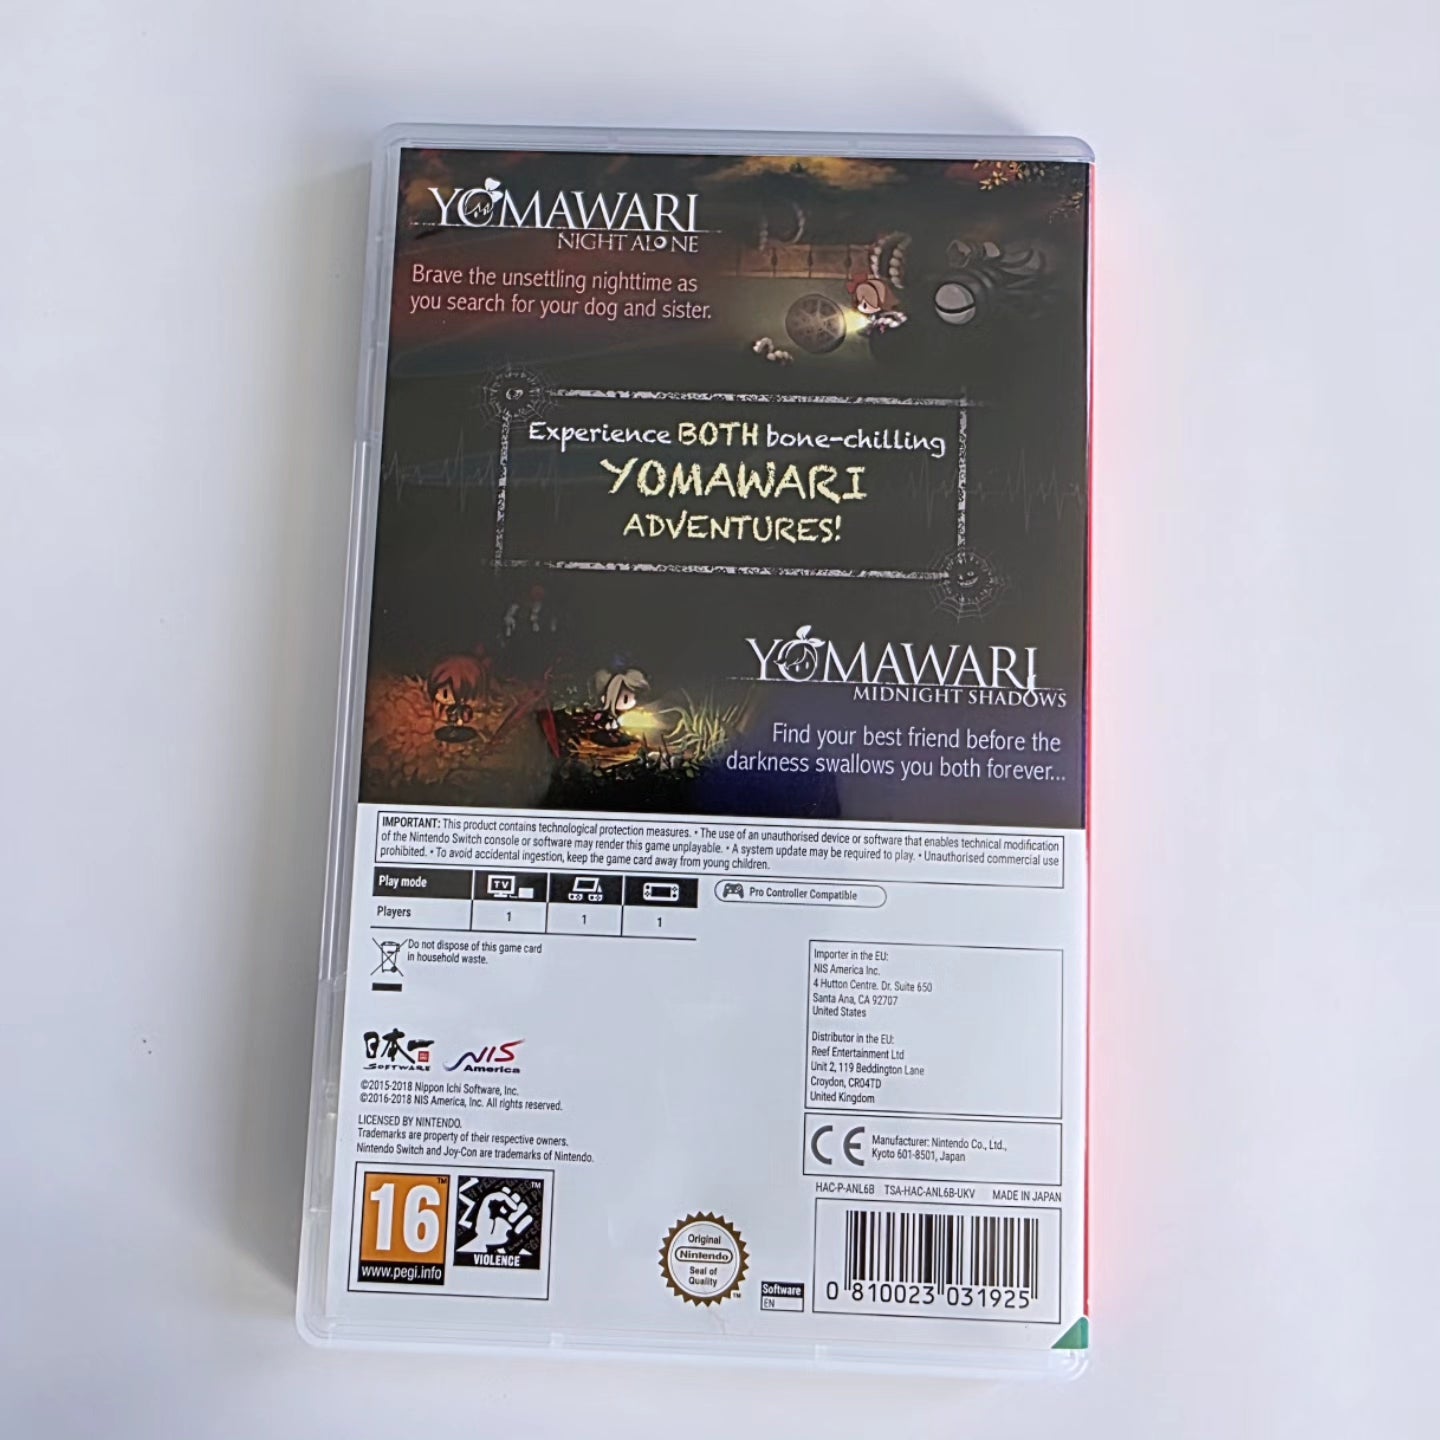 YOMAWARI
NIGHT ALONE
Brave the unsettling nighttime as
you search for your dog and sister.
Experience BOTH bone-chilling
YOMAWARI
ADVENTURES!
YOMAWARI
MIDNIGHT SHADOWS
Find your best friend before the
darkness swallows you both forever...
IMPORTANT: This product contains technological protection measures. • The use of an unauthorised device or software that enables technical modification
of the Nintendo Switch console or software may render this game unplayable. • A system update may be required to play. • Unauthorised commercial use
prohibited. • To avoid accidental ingestion, keep the game card away from young children.
Play mode TV
Players 1 1 1
Pro Controller Compatible
Do not dispose of this game card
in household waste.
Importer in the EU:
NIS America Inc.
4 Hutton Centre. Dr. Suite 650
Santa Ana, CA 92707
United States
Distributor in the EU:
Reef Entertainment Ltd
Unit 2, 119 Beddington Lane
Croydon, CR04TD
United Kingdom
日本一
SOFTWARE
NIS
America
©2015-2018 Nippon Ichi Software, Inc.
©2016-2018 NIS America, Inc. All rights reserved.
LICENSED BY NINTENDO.
Trademarks are property of their respective owners.
Nintendo Switch and Joy-Con are trademarks of Nintendo.
CE
Manufacturer: Nintendo Co., Ltd.,
Kyoto 601-8501, Japan
HAC-P-ANL6B TSA-HAC-ANL6B-UKV MADE IN JAPAN
16 TM
www.pegi.info
TM
VIOLENCE
Original
Nintendo
Seal of
Quality
TM
Software
EN
0 810023 031925